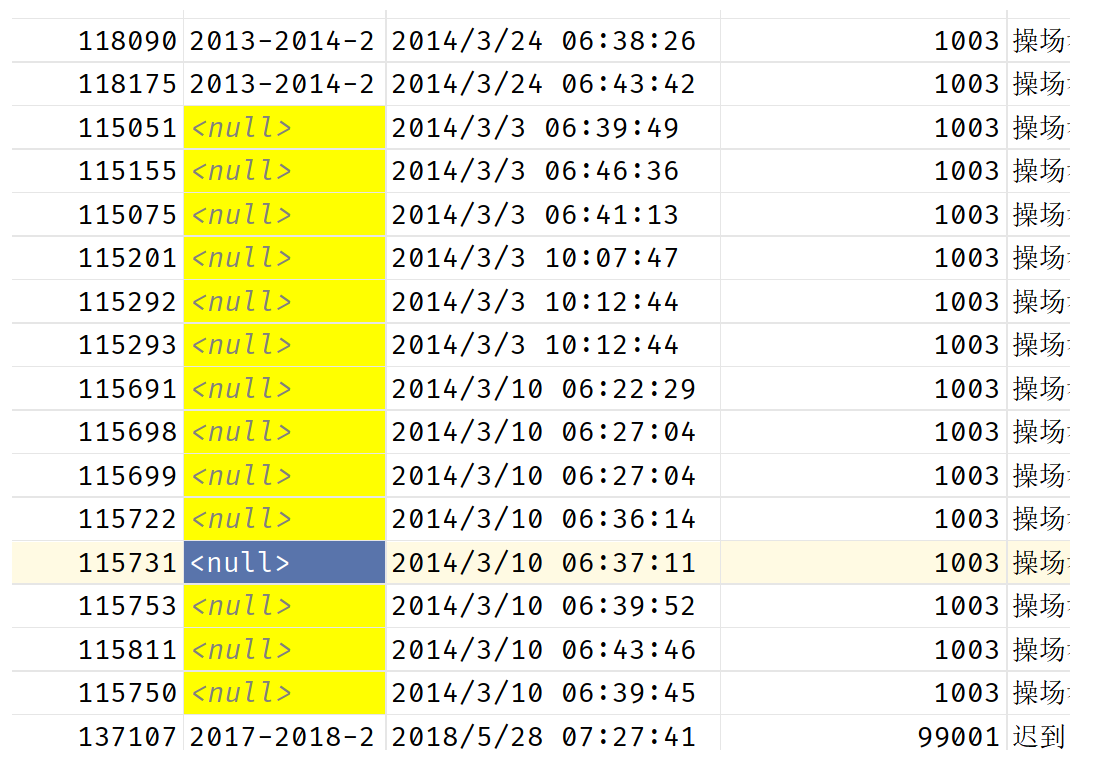 118090 2013-2014-2 2014/3/24 06:38:26 1003 操场
118175 2013-2014-2 2014/3/24 06:43:42 1003 操场
115051 <null> 2014/3/3 06:39:49 1003 操场
115155 <null> 2014/3/3 06:46:36 1003 操场
115075 <null> 2014/3/3 06:41:13 1003 操场
115201 <null> 2014/3/3 10:07:47 1003 操场
115292 <null> 2014/3/3 10:12:44 1003 操场
115293 <null> 2014/3/3 10:12:44 1003 操场
115691 <null> 2014/3/10 06:22:29 1003 操场
115698 <null> 2014/3/10 06:27:04 1003 操场
115699 <null> 2014/3/10 06:27:04 1003 操场
115722 <null> 2014/3/10 06:36:14 1003 操场
115731 <null> 2014/3/10 06:37:11 1003 操场
115753 <null> 2014/3/10 06:39:52 1003 操场
115811 <null> 2014/3/10 06:43:46 1003 操场
115750 <null> 2014/3/10 06:39:45 1003 操场
137107 2017-2018-2 2018/5/28 07:27:41 99001 迟到